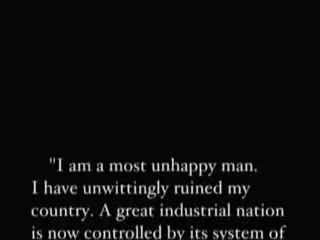 "I am a most unhappy man.
I have unwittingly ruined my
country. A great industrial nation
is now controlled by its system of